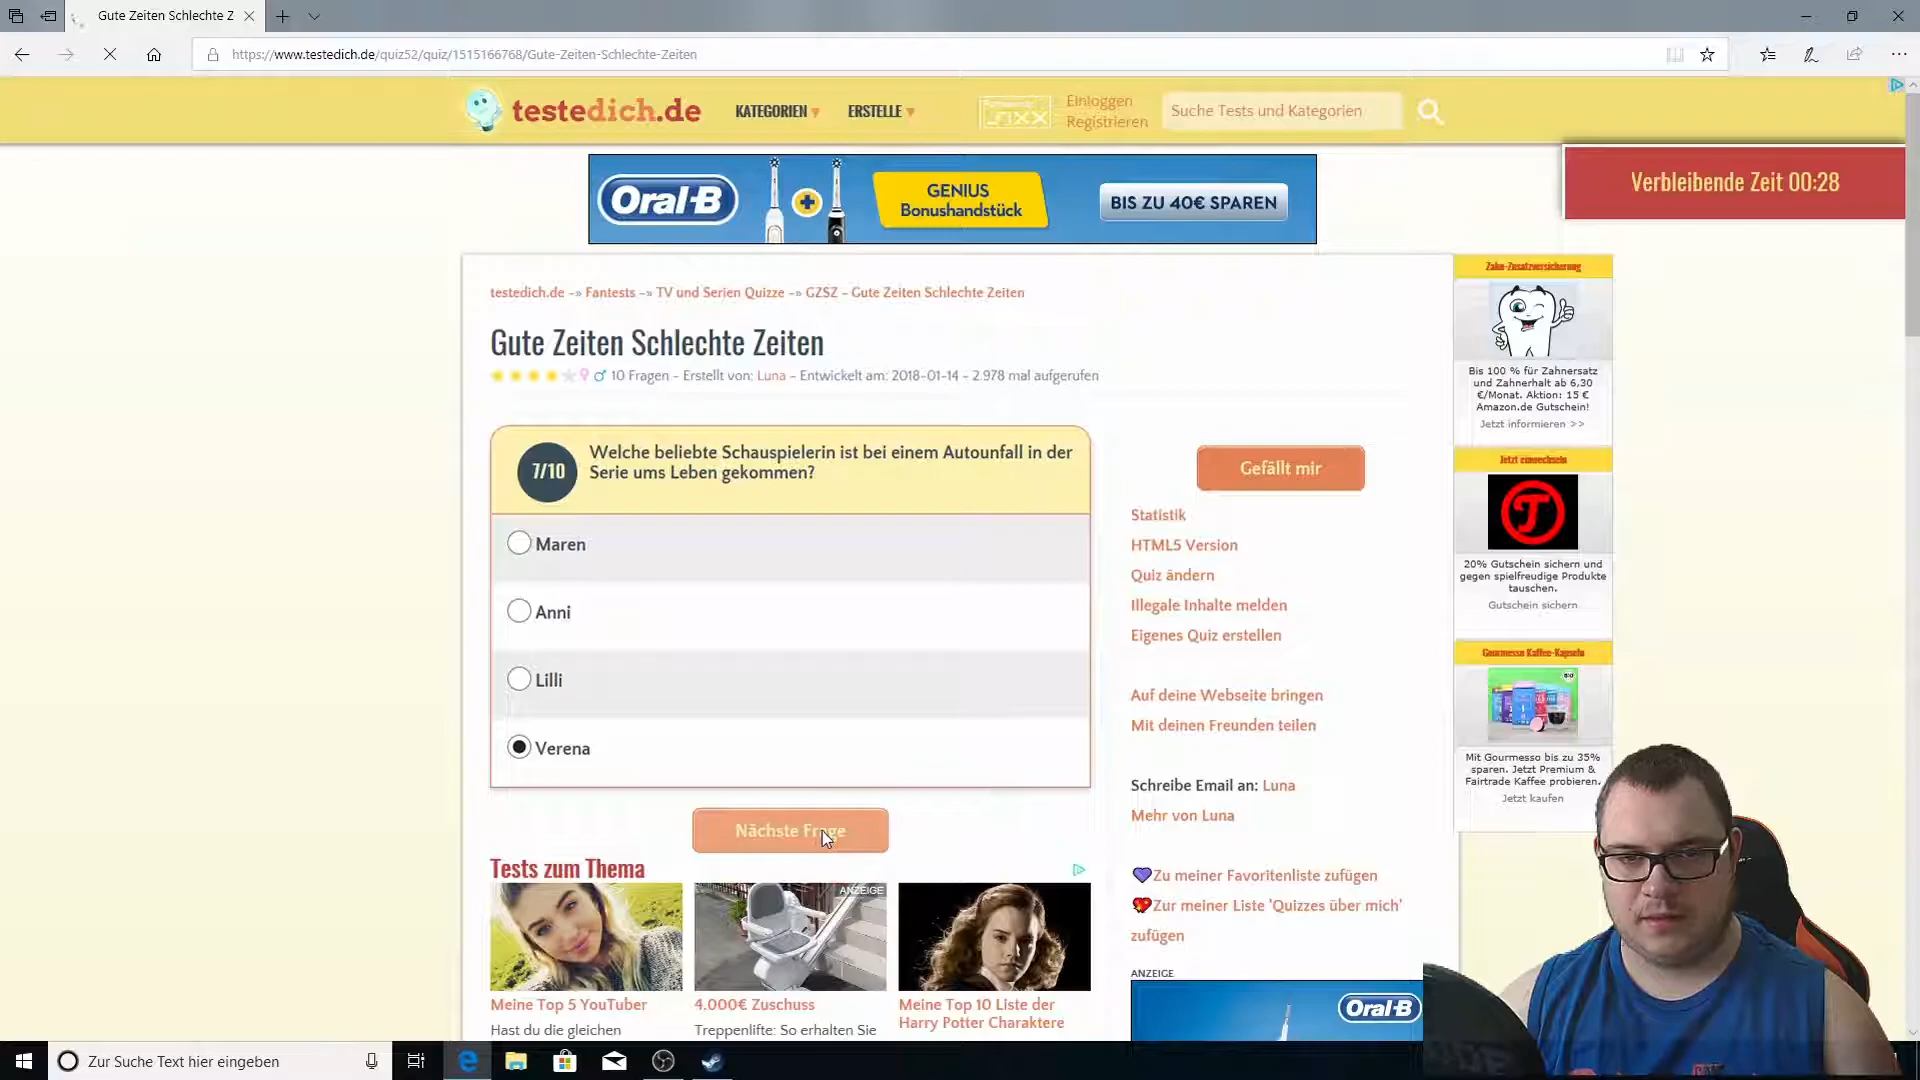 Gute Zeiten Schlechte Z
https://www.testedich.de/quiz52/quiz/1515166768/Gute-Zeiten-Schlechte-Zeiten
testedich.de
KATEGORIEN
ERSTELLE
Einloggen
Registrieren
Suche Tests und Kategorien
Verbleibende Zeit 00:28
Oral-B
GENIUS
Bonushandstück
BIS ZU 40€ SPAREN
testedich.de -» Fantests -» TV und Serien Quizze -» GZSZ - Gute Zeiten Schlechte Zeiten
Gute Zeiten Schlechte Zeiten
10 Fragen - Erstellt von: Luna - Entwickelt am: 2018-01-14 - 2.978 mal aufgerufen
7/10
Welche beliebte Schauspielerin ist bei einem Autounfall in der
Serie ums Leben gekommen?
Maren
Anni
Lilli
Verena
Nächste Frage
Tests zum Thema
ANZEIGE
Meine Top 5 YouTuber
Hast du die gleichen
4.000€ Zuschuss
Treppenlifte: So erhalten Sie
Meine Top 10 Liste der
Harry Potter Charaktere
Gefällt mir
Statistik
HTML5 Version
Quiz ändern
Illegale Inhalte melden
Eigenes Quiz erstellen
Auf deine Webseite bringen
Mit deinen Freunden teilen
Schreibe Email an: Luna
Mehr von Luna
Zu meiner Favoritenliste zufügen
Zur meiner Liste 'Quizzes über mich'
zufügen
ANZEIGE
Oral-B
Zahn-Zusatzversicherung
Bis 100 % für Zahnersatz
und Zahnerhalt ab 6,30
€/Monat. Aktion: 15 €
Amazon.de Gutschein!
Jetzt informieren >>
Jetzt einwechseln
20% Gutschein sichern und
gegen spielfreudige Produkte
tauschen.
Gutschein sichern
Gourmesso Kaffee-Kapseln
BIO
Mit Gourmesso bis zu 35%
sparen. Jetzt Premium &
Fairtrade Kaffee probieren.
Jetzt kaufen
Zur Suche Text hier eingeben